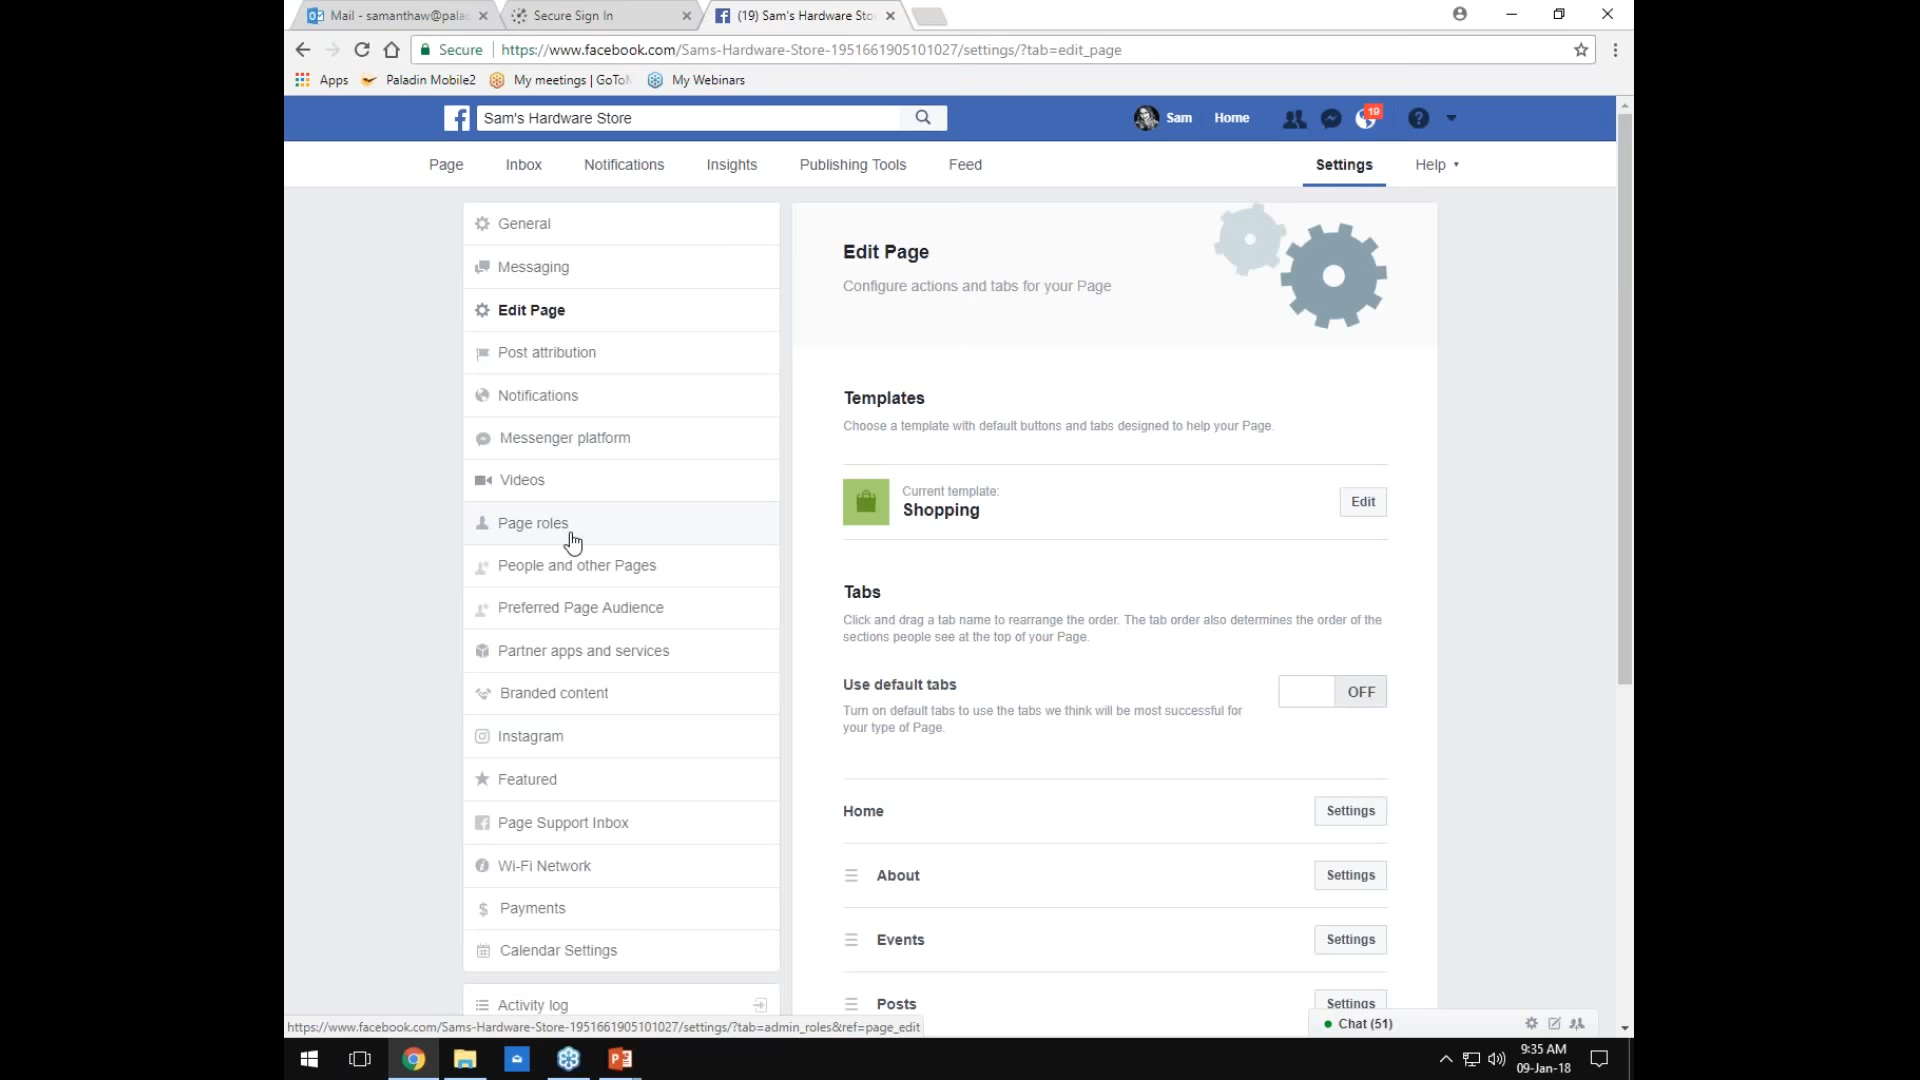 Mail - samanthaw@pala
Secure Sign In
(19) Sam's Hardware Sto
Secure
https://www.facebook.com/Sams-Hardware-Store-1951661905101027/settings/?tab=edit_page
Apps
Paladin Mobile2
My meetings | GoTo
My Webinars
Sam's Hardware Store
Sam
Home
19
Page
Inbox
Notifications
Insights
Publishing Tools
Feed
Settings
Help
General
Messaging
Edit Page
Post attribution
Notifications
Messenger platform
Videos
Page roles
People and other Pages
Preferred Page Audience
Partner apps and services
Branded content
Instagram
Featured
Page Support Inbox
Wi-Fi Network
Payments
Calendar Settings
Activity log
Edit Page
Configure actions and tabs for your Page
Templates
Choose a template with default buttons and tabs designed to help your Page.
Current template:
Shopping
Edit
Tabs
Click and drag a tab name to rearrange the order. The tab order also determines the order of the
sections people see at the top of your Page.
Use default tabs
OFF
Turn on default tabs to use the tabs we think will be most successful for
your type of Page.
Home
Settings
About
Settings
Events
Settings
Posts
Settings
Chat (51)
https://www.facebook.com/Sams-Hardware-Store-1951661905101027/settings/?tab=admin_roles&ref=page_edit
9:35 AM
09-Jan-18